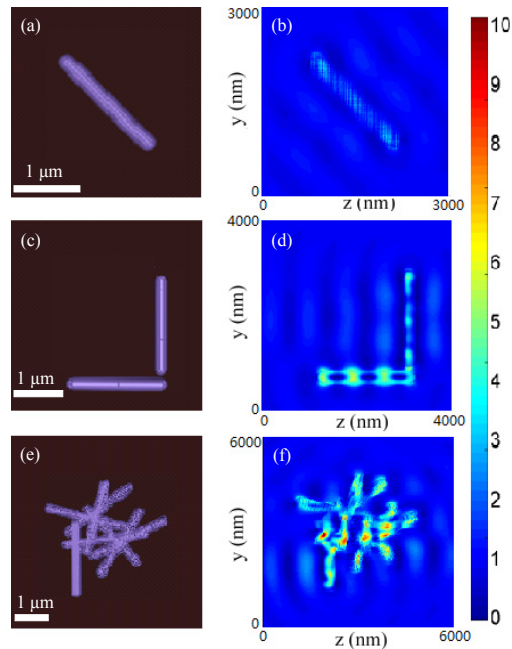 (a)
1 μm
3000
(b)
y (nm)
0
0
z (nm)
3000
(c)
1 μm
4000
(d)
y (nm)
0
0
z (nm)
4000
(e)
1 μm
6000
(f)
y (nm)
0
0
z (nm)
6000
10
9
8
7
6
5
4
3
2
1
0